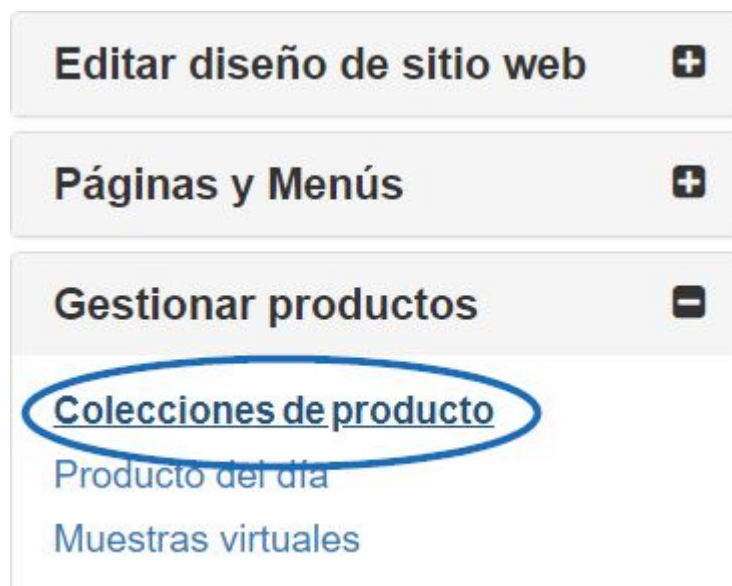 Editar diseño de sitio web
Páginas y Menús
Gestionar productos
Colecciones de producto
Producto del día
Muestras virtuales